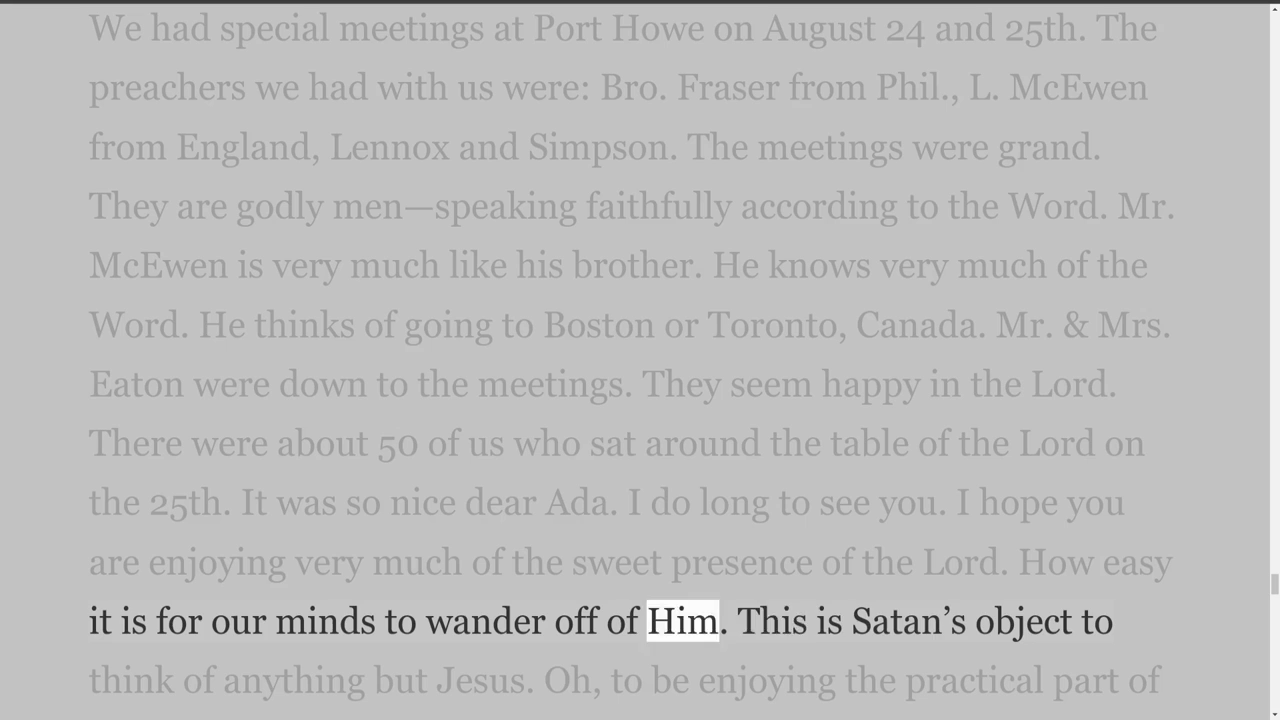 We had special meetings at Port Howe on August 24 and 25th. The
preachers we had with us were: Bro. Fraser from Phil., L. McEwen
from England, Lennox and Simpson. The meetings were grand.
They are godly men—speaking faithfully according to the Word. Mr.
McEwen is very much like his brother. He knows very much of the
Word. He thinks of going to Boston or Toronto, Canada. Mr. & Mrs.
Eaton were down to the meetings. They seem happy in the Lord.
There were about 50 of us who sat around the table of the Lord on
the 25th. It was so nice dear Ada. I do long to see you. I hope you
are enjoying very much of the sweet presence of the Lord. How easy
it is for our minds to wander off of Him. This is Satan’s object to
think of anything but Jesus. Oh, to be enjoying the practical part of